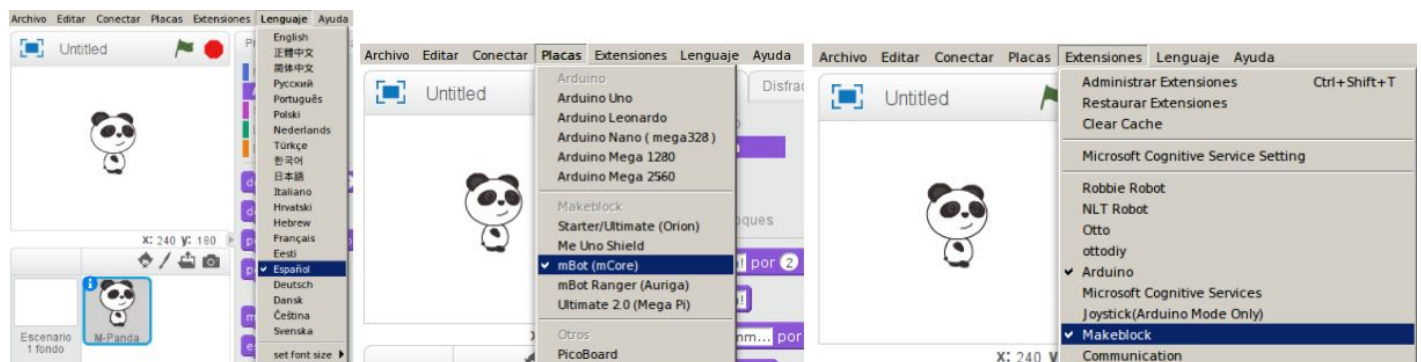 Archivo Editar Conectar Placas Extensiones Lenguaje Ayuda
Untitled
English
正體中文
简体中文
Русский
Português
Polski
Nederlands
Türkçe
한국어
日本語
Italiano
Hrvatski
Hebrew
Français
Eesti
✔ Español
Deutsch
Dansk
Čeština
Svenska
set font size
X: 240 y: 180
Escenario
1 fondo
M-Panda
Archivo Editar Conectar Placas Extensiones Lenguaje Ayuda
Untitled
Arduino
Arduino Uno
Arduino Leonardo
Arduino Nano ( mega328 )
Arduino Mega 1280
Arduino Mega 2560
Makeblock
Starter/Ultimate (Orion)
Me Uno Shield
✔ mBot (mCore)
mBot Ranger (Auriga)
Ultimate 2.0 (Mega Pi)
Otros
PicoBoard
por 2
por
Archivo Editar Conectar Placas Extensiones Lenguaje Ayuda
Untitled
Administrar Extensiones Ctrl+Shift+T
Restaurar Extensiones
Clear Cache
Microsoft Cognitive Service Setting
Robbie Robot
NLT Robot
Otto
ottodiy
✔ Arduino
Microsoft Cognitive Services
Joystick(Arduino Mode Only)
✔ Makeblock
Communication
X: 240